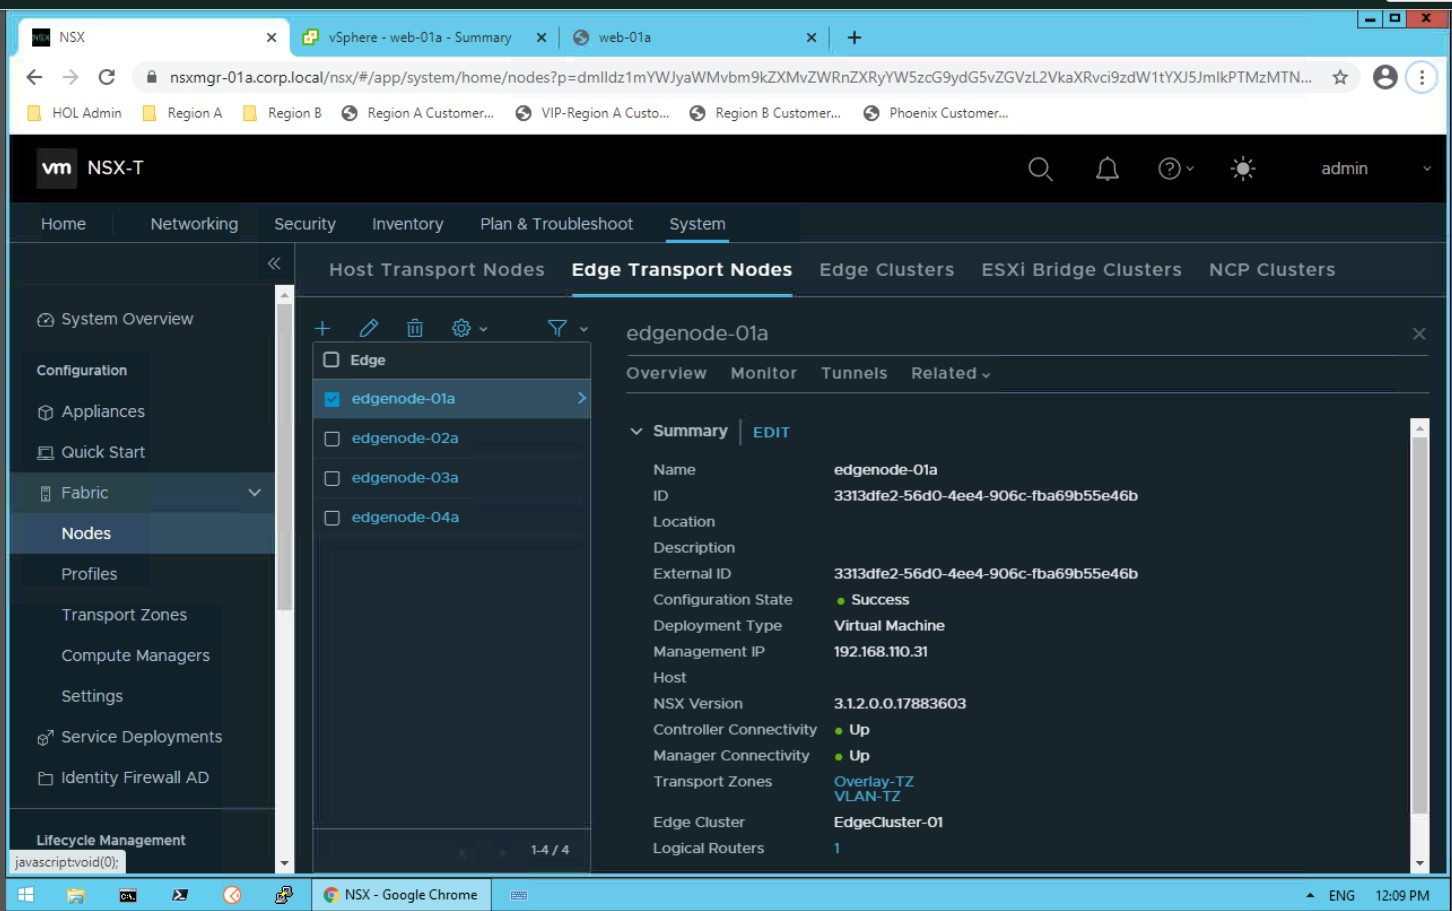 NSX
vSphere - web-01a - Summary
web-01a
nsxmgr-01a.corp.local/nsx/#/app/system/home/nodes?p=dmlldz1mYWJyaWMvbm9kZXMvZWRnZXRyYW5zcG9ydG5vZGVzL2VkaXRvci9zdW1tYXJ5JmlkPTMzMTN...
HOL Admin Region A Region B Region A Customer... VIP-Region A Custo... Region B Customer... Phoenix Customer...
vm NSX-T
admin
Home Networking Security Inventory Plan & Troubleshoot System
Host Transport Nodes Edge Transport Nodes Edge Clusters ESXi Bridge Clusters NCP Clusters
System Overview
Configuration
Appliances
Quick Start
Fabric
Nodes
Profiles
Transport Zones
Compute Managers
Settings
Service Deployments
Identity Firewall AD
Lifecycle Management
javascript:void(0);
Edge
edgenode-01a
edgenode-02a
edgenode-03a
edgenode-04a
1-4 / 4
edgenode-01a
Overview Monitor Tunnels Related
Summary EDIT
Name edgenode-01a
ID 3313dfe2-56d0-4ee4-906c-fba69b55e46b
Location
Description
External ID 3313dfe2-56d0-4ee4-906c-fba69b55e46b
Configuration State Success
Deployment Type Virtual Machine
Management IP 192.168.110.31
Host
NSX Version 3.1.2.0.0.17883603
Controller Connectivity Up
Manager Connectivity Up
Transport Zones Overlay-TZ
VLAN-TZ
Edge Cluster EdgeCluster-01
Logical Routers 1
NSX - Google Chrome
ENG 12:09 PM